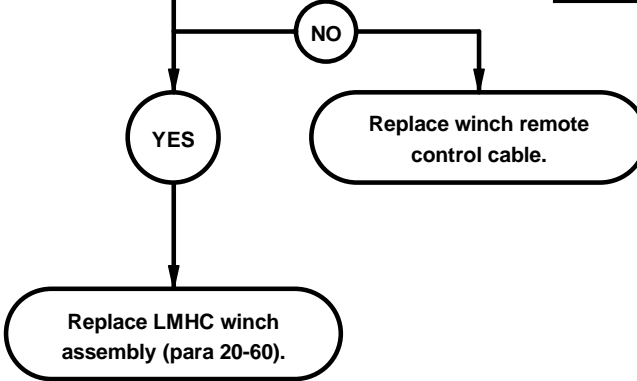 NO
YES
Replace winch remote
control cable.
Replace LMHC winch
assembly (para 20-60).